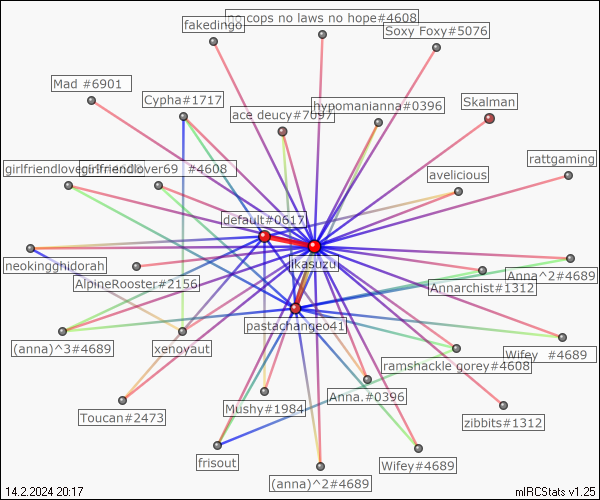 fakedingo
no cops no laws no hope#4608
Soxy Foxy#5076
Mad #6901
Cypha#1717
ace deucy#7097
hypomanianna#0396
Skalman
girlfriendlover
girlfriendlover69 #4608
avelicious
rattgaming
default#0617
neokingghidorah
ikasuzu
AlpineRooster#2156
Annarchist#1312
Anna^2#4689
pastachangeo41
(anna)^3#4689
xenoyaut
ramshackle gorey#4608
Wifey #4689
Toucan#2473
Mushy#1984
Anna.#0396
zibbits#1312
frisout
(anna)^2#4689
Wifey#4689
14.2.2024 20:17
mIRCStats v1.25